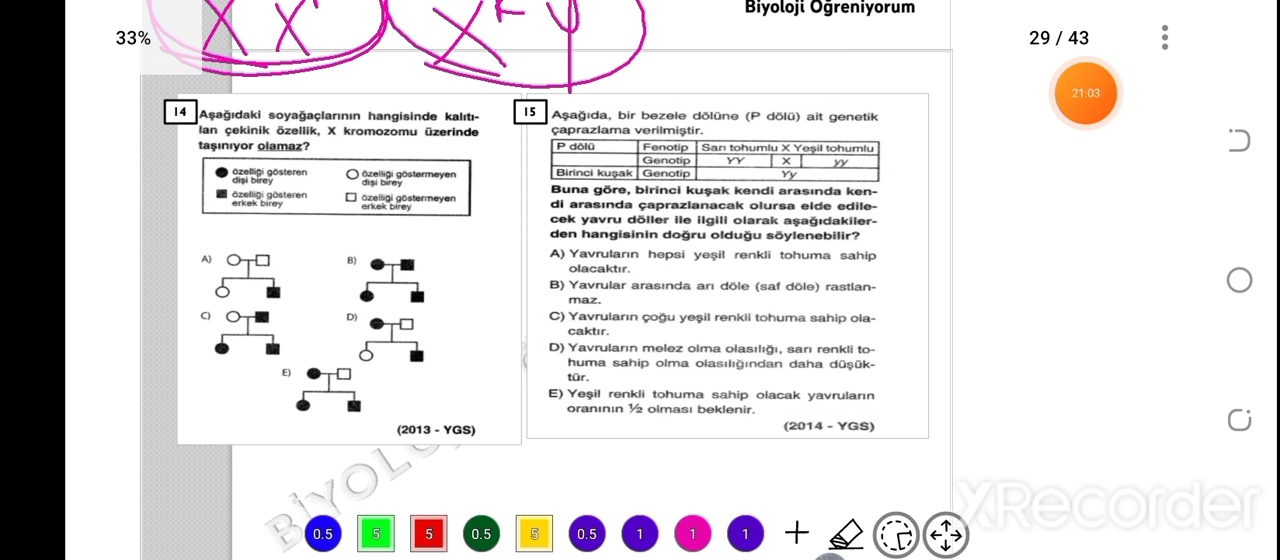 Biyoloji Öğreniyorum
33%
29 / 43
21:03
14
Aşağıdaki soyağaçlarının hangisinde kalıtı-
lan çekinik özellik, X kromozomu üzerinde
taşınıyor olamaz?
özelliği gösteren
dişi birey
özelliği göstermeyen
dişi birey
özelliği gösteren
erkek birey
özelliği göstermeyen
erkek birey
A)
B)
C)
D)
E)
(2013 - YGS)
15
Aşağıda, bir bezele dölüne (P dölü) ait genetik
çaprazlama verilmiştir.
P dölü Fenotip Sarı tohumlu X Yeşil tohumlu
Genotip YY X yy
Birinci kuşak Genotip Yy
Buna göre, birinci kuşak kendi arasında ken-
di arasında çaprazlanacak olursa elde edile-
cek yavru döller ile ilgili olarak aşağıdakiler-
den hangisinin doğru olduğu söylenebilir?
A) Yavruların hepsi yeşil renkli tohuma sahip
olacaktır.
B) Yavrular arasında arı döle (saf döle) rastlan-
maz.
C) Yavruların çoğu yeşil renkli tohuma sahip ola-
caktır.
D) Yavruların melez olma olasılığı, sarı renkli to-
huma sahip olma olasılığından daha düşük-
tür.
E) Yeşil renkli tohuma sahip olacak yavruların
oranının ½ olması beklenir.
(2014 - YGS)
BİYOLO
XRecorder
0.5 5 5 0.5 5 0.5 1 1 1